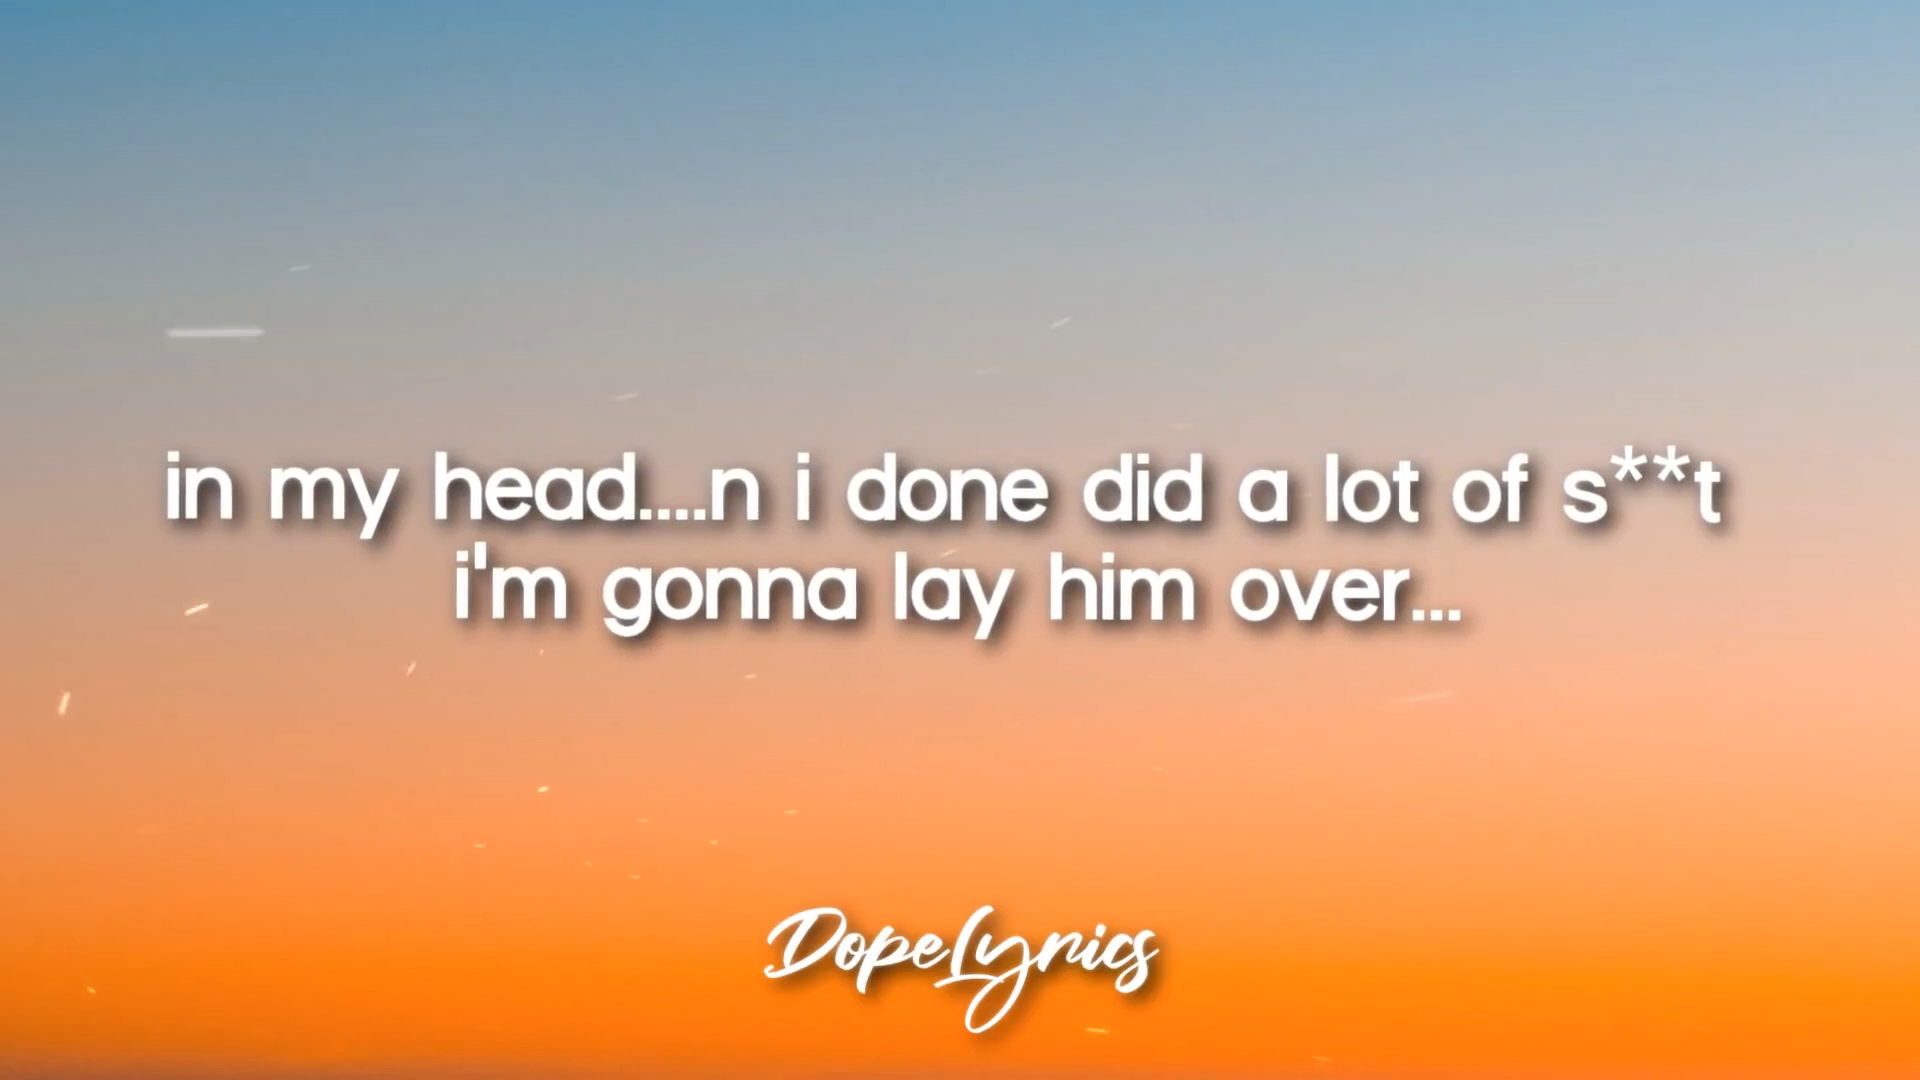 in my head....n i done did a lot of s**t
i'm gonna lay him over...
DopeLyrics